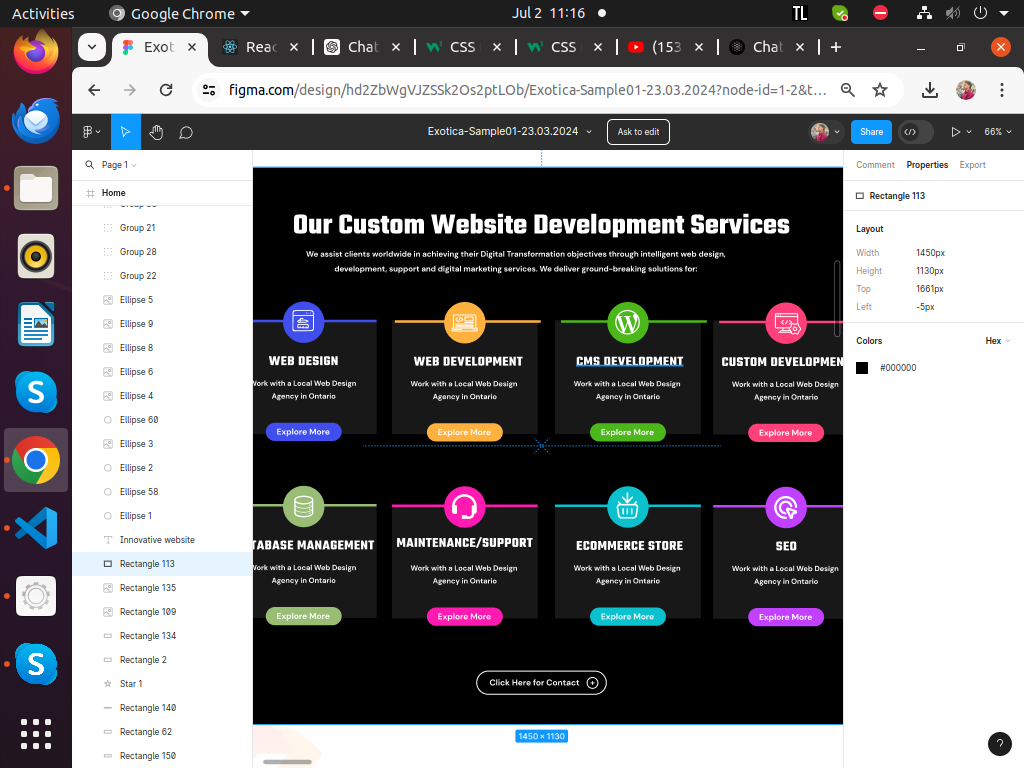 Activities
Google Chrome
Jul 2 11:16
TL
Exot
Reac
Chat
CSS
CSS
(153
Chat
figma.com/design/hd2ZbWgVJZSSk2Os2ptLOb/Exotica-Sample01-23.03.2024?node-id=1-2&t...
Exotica-Sample01-23.03.2024
Ask to edit
Share
66%
Page 1
Home
Group 21
Group 28
Group 22
Ellipse 5
Ellipse 9
Ellipse 8
Ellipse 6
Ellipse 4
Ellipse 60
Ellipse 3
Ellipse 2
Ellipse 58
Ellipse 1
Innovative website
Rectangle 113
Rectangle 135
Rectangle 109
Rectangle 134
Rectangle 2
Star 1
Rectangle 140
Rectangle 62
Rectangle 150
Our Custom Website Development Services
We assist clients worldwide in achieving their Digital Transformation objectives through intelligent web design,
development, support and digital marketing services. We deliver ground-breaking solutions for:
WEB DESIGN
Work with a Local Web Design
Agency in Ontario
Explore More
WEB DEVELOPMENT
Work with a Local Web Design
Agency in Ontario
Explore More
CMS DEVELOPMENT
Work with a Local Web Design
Agency in Ontario
Explore More
CUSTOM DEVELOPMEN
Work with a Local Web Design
Agency in Ontario
Explore More
TABASE MANAGEMENT
Work with a Local Web Design
Agency in Ontario
Explore More
MAINTENANCE/SUPPORT
Work with a Local Web Design
Agency in Ontario
Explore More
ECOMMERCE STORE
Work with a Local Web Design
Agency in Ontario
Explore More
SEO
Work with a Local Web Design
Agency in Ontario
Explore More
Click Here for Contact
1450 × 1130
Comment
Properties
Export
Rectangle 113
Layout
Width 1450px
Height 1130px
Top 1661px
Left -5px
Colors
Hex
#000000
?